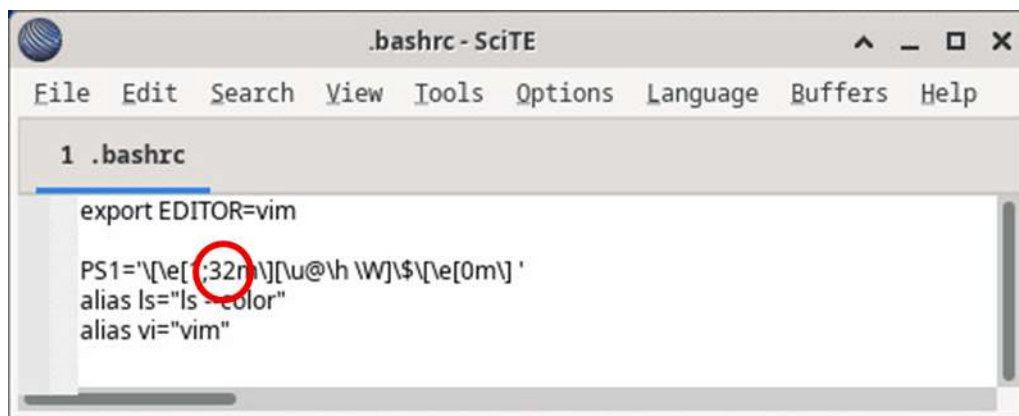 .bashrc - SciTE
File Edit Search View Tools Options Language Buffers Help
1 .bashrc
export EDITOR=vim
PS1='\[\e[1;32m\][\u@\h \W]\$\[\e[0m\] '
alias ls="ls --color"
alias vi="vim"